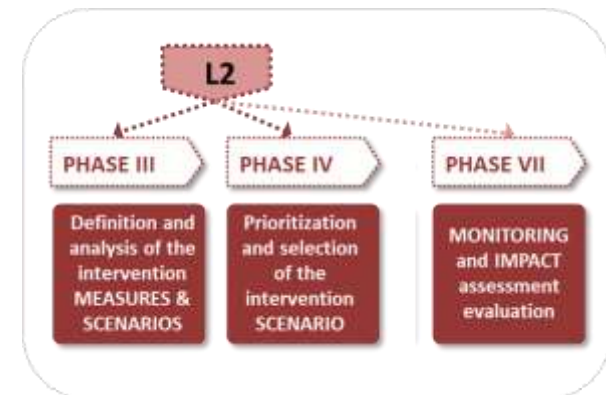 L2
PHASE III
PHASE IV
PHASE VII
Definition and
analysis of the
intervention
MEASURES &
SCENARIOS
Prioritization
and selection
of the
intervention
SCENARIO
MONITORING
and IMPACT
assessment
evaluation